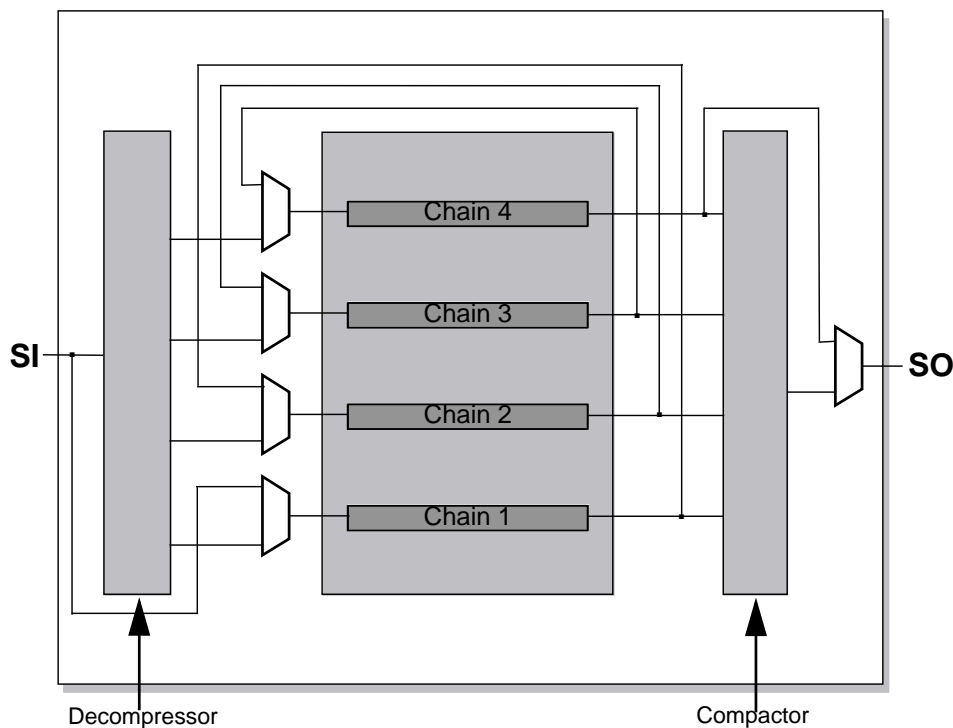 Chain 4
Chain 3
SI
SO
Chain 2
Chain 1
Decompressor
Compactor